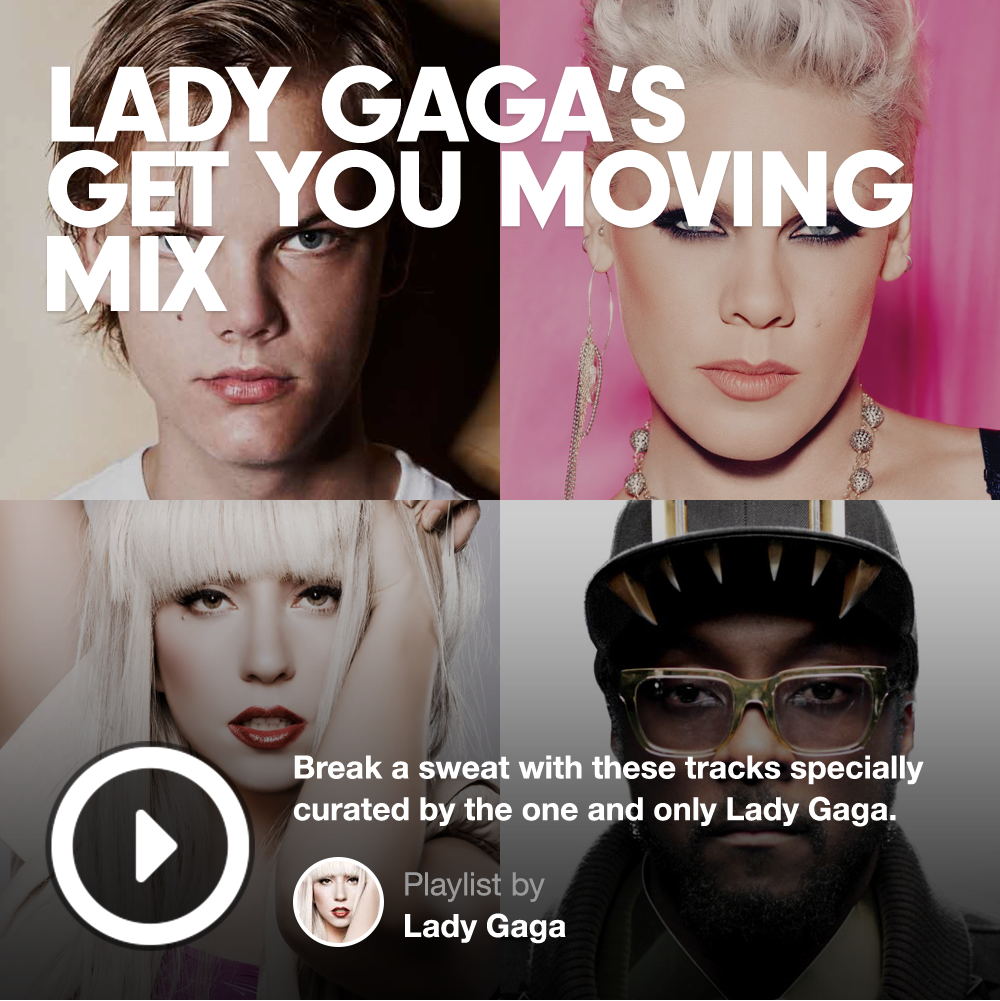 LADY GAGA'S
GET YOU MOVING
MIX
Break a sweat with these tracks specially
curated by the one and only Lady Gaga.
Playlist by
Lady Gaga